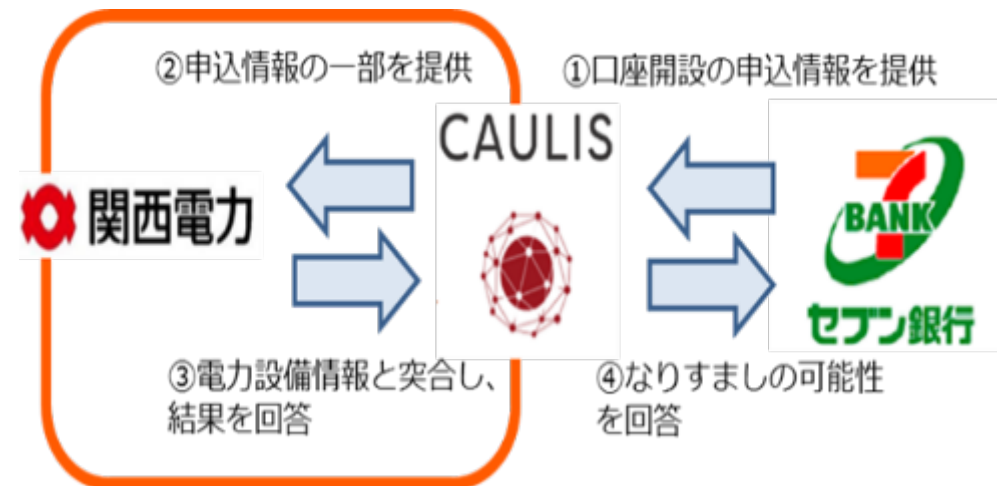 ②申込情報の一部を提供
①口座開設の申込情報を提供
CAULIS
関西電力
7
BANK
セブン銀行
③電力設備情報と突合し、
結果を回答
④なりすましの可能性
を回答